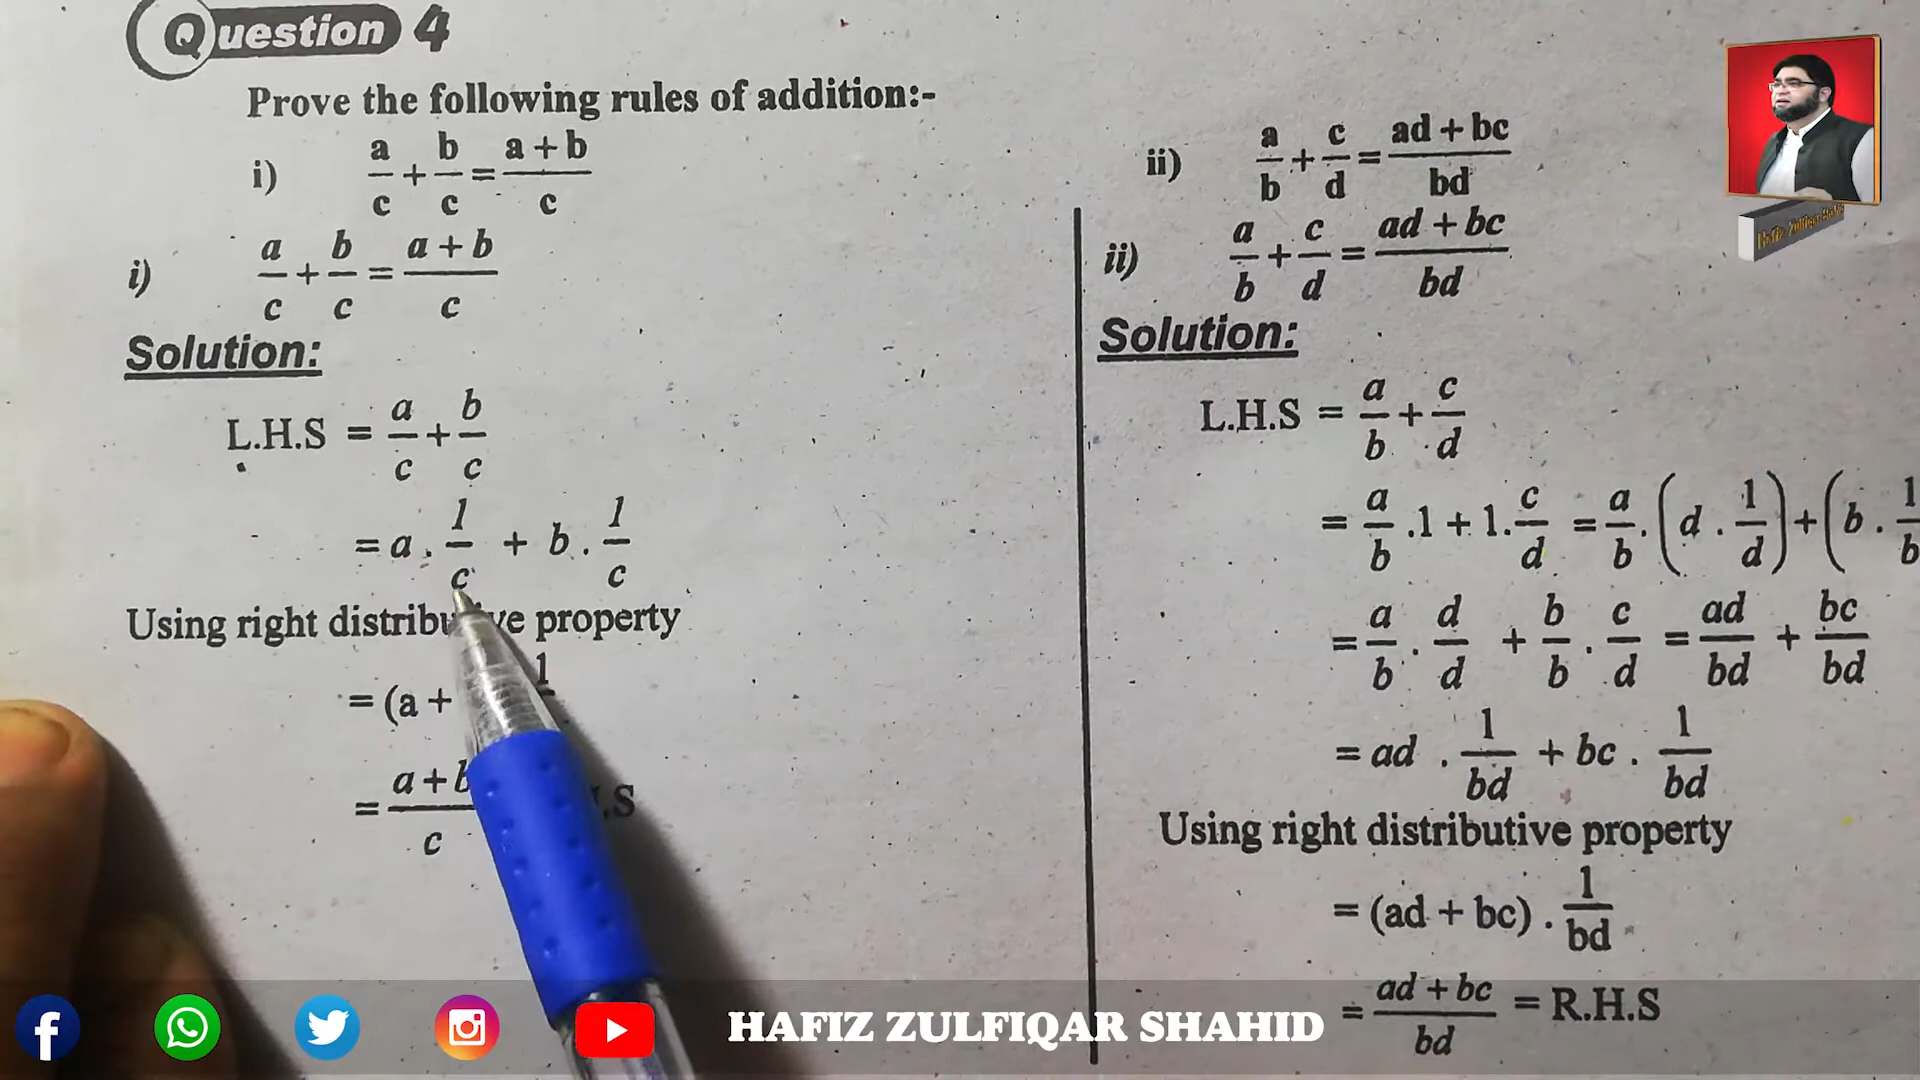 Question 4
Prove the following rules of addition:-
i) a/c + b/c = a + b/c
ii) a/b + c/d = ad + bc/bd
i) a/c + b/c = a + b/c
Solution:
L.H.S = a/c + b/c
= a . 1/c + b . 1/c
Using right property
= (a + 1
= a + b/c .S
ii) a/b + c/d = ad + bc/bd
Solution:
L.H.S = a/b + c/d
= a/b .1 + 1. c/d = a/b . (d . 1/d) + (b . 1/b
= a/b . d/d + b/b . c/d = ad/bd + bc/bd
= ad . 1/bd + bc . 1/bd
Using right distributive property
= (ad + bc) . 1/bd
= ad + bc/bd = R.H.S
HAFIZ ZULFIQAR SHAHID